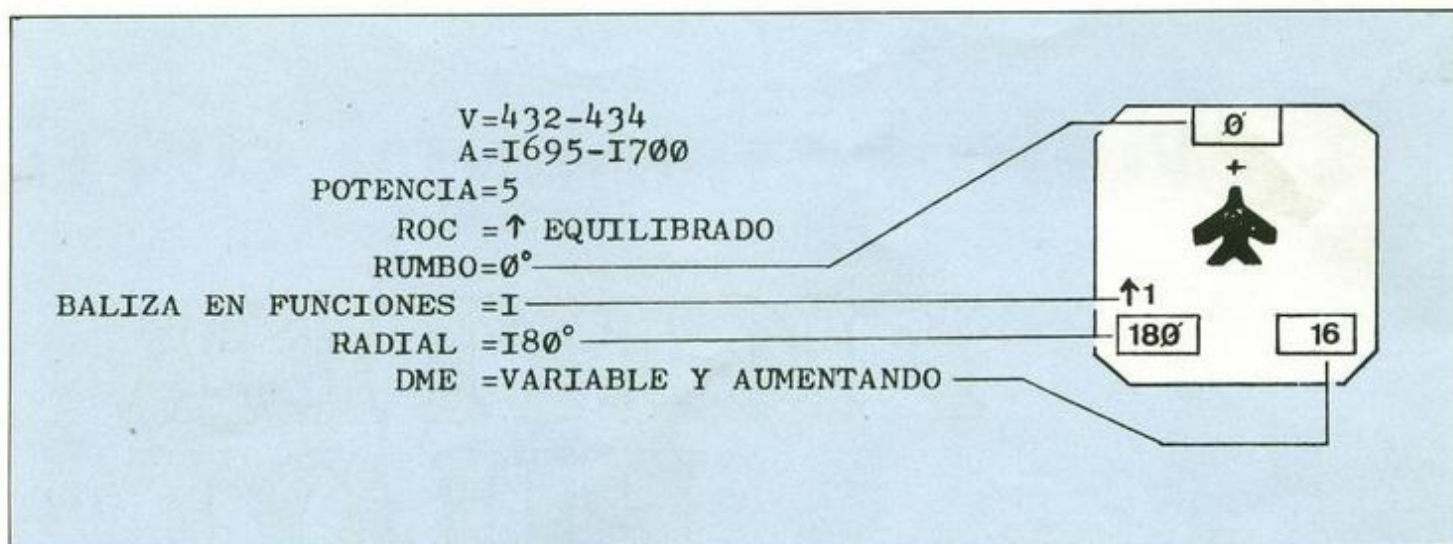 V=432-434
A=I695-I700
POTENCIA=5
ROC =↑ EQUILIBRADO
RUMBO=Ø°
BALIZA EN FUNCIONES =I
RADIAL =I8Ø°
DME =VARIABLE Y AUMENTANDO
Ø
+
↑1
18Ø
16